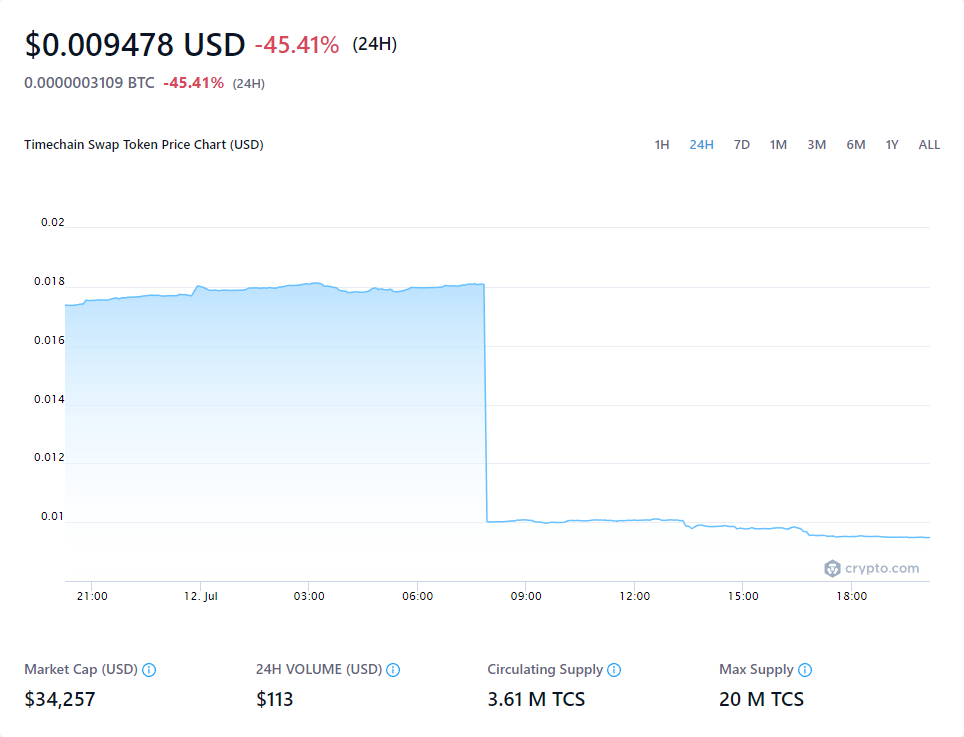 $0.009478 USD -45.41% (24H)
0.0000003109 BTC -45.41% (24H)
Timechain Swap Token Price Chart (USD) 1H 24H 7D 1M 3M 6M 1Y ALL
0.02
0.018
0.016
0.014
0.012
0.01
crypto.com
21:00 12. Jul 03:00 06:00 09:00 12:00 15:00 18:00
Market Cap (USD) 24H VOLUME (USD) Circulating Supply Max Supply
$34,257 $113 3.61 M TCS 20 M TCS